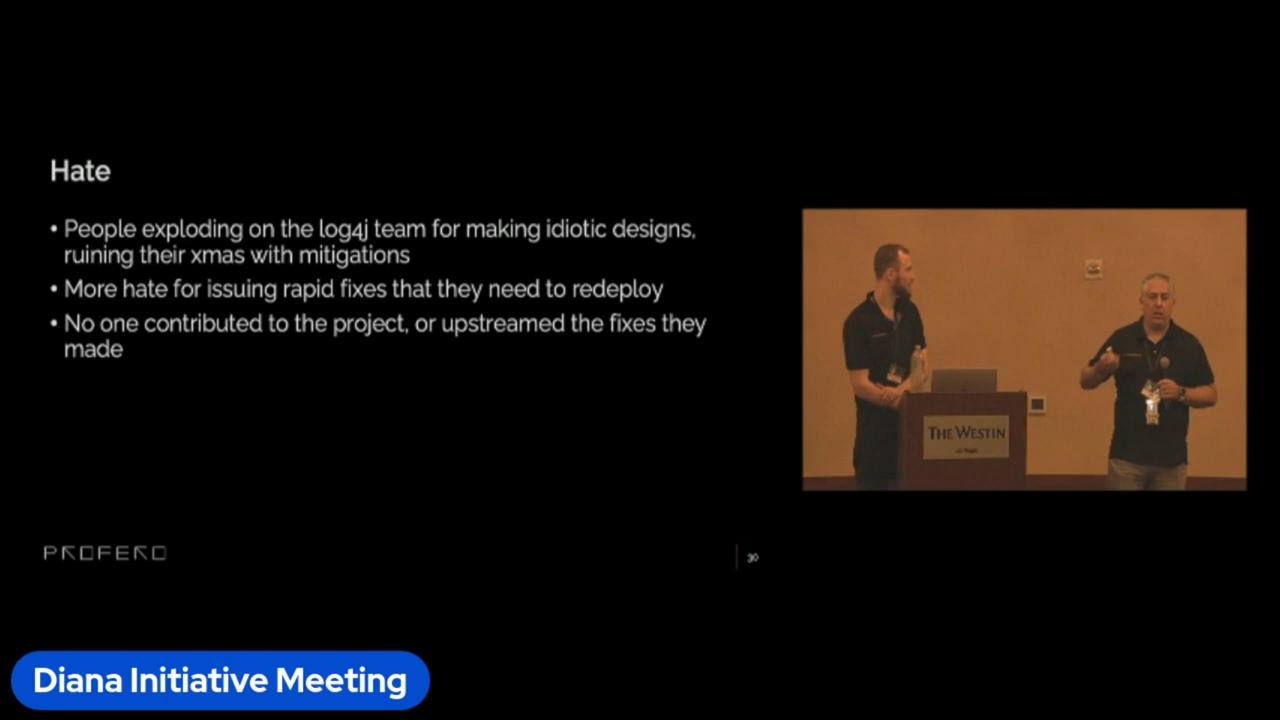 Hate
• People exploding on the log4j team for making idiotic designs,
ruining their xmas with mitigations
• More hate for issuing rapid fixes that they need to redeploy
• No one contributed to the project, or upstreamed the fixes they
made
THE WESTIN
PROFERO
30
Diana Initiative Meeting